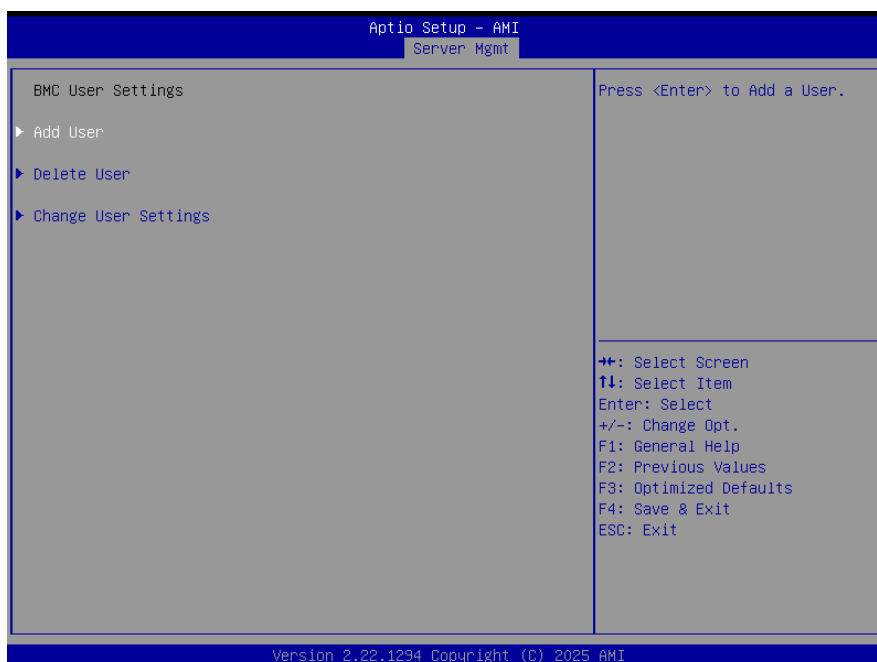 Aptio Setup – AMI
Server Mgmt
BMC User Settings
Add User
Delete User
Change User Settings
Press <Enter> to Add a User.
→←: Select Screen
↑↓: Select Item
Enter: Select
+/-: Change Opt.
F1: General Help
F2: Previous Values
F3: Optimized Defaults
F4: Save & Exit
ESC: Exit
Version 2.22.1294 Copyright (C) 2025 AMI